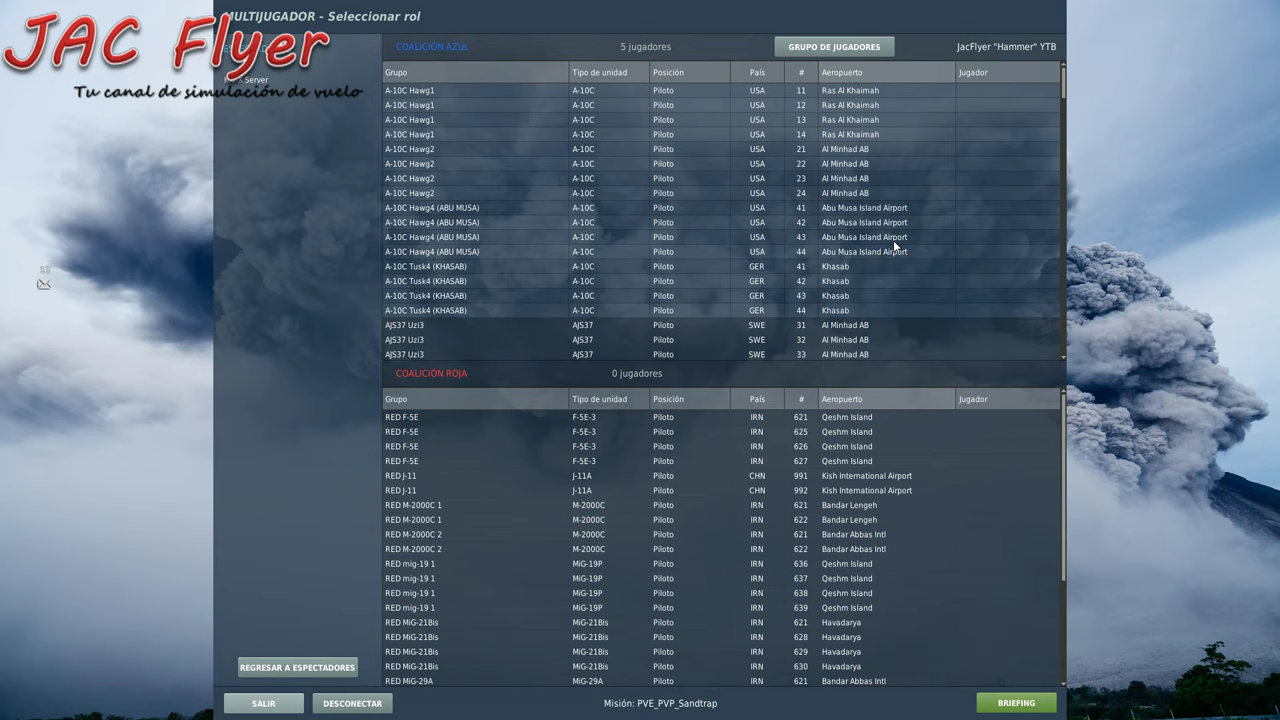 MULTIJUGADOR - Seleccionar rol
JAC Flyer
Server
Tu canal de simulación de vuelo
COALICIÓN AZUL 5 jugadores GRUPO DE JUGADORES JacFlyer "Hammer" YTB
Grupo Tipo de unidad Posición País # Aeropuerto Jugador
A-10C Hawg1 A-10C Piloto USA 11 Ras Al Khaimah
A-10C Hawg1 A-10C Piloto USA 12 Ras Al Khaimah
A-10C Hawg1 A-10C Piloto USA 13 Ras Al Khaimah
A-10C Hawg1 A-10C Piloto USA 14 Ras Al Khaimah
A-10C Hawg2 A-10C Piloto USA 21 Al Minhad AB
A-10C Hawg2 A-10C Piloto USA 22 Al Minhad AB
A-10C Hawg2 A-10C Piloto USA 23 Al Minhad AB
A-10C Hawg2 A-10C Piloto USA 24 Al Minhad AB
A-10C Hawg4 (ABU MUSA) A-10C Piloto USA 41 Abu Musa Island Airport
A-10C Hawg4 (ABU MUSA) A-10C Piloto USA 42 Abu Musa Island Airport
A-10C Hawg4 (ABU MUSA) A-10C Piloto USA 43 Abu Musa Island Airport
A-10C Hawg4 (ABU MUSA) A-10C Piloto USA 44 Abu Musa Island Airport
A-10C Tusk4 (KHASAB) A-10C Piloto GER 41 Khasab
A-10C Tusk4 (KHASAB) A-10C Piloto GER 42 Khasab
A-10C Tusk4 (KHASAB) A-10C Piloto GER 43 Khasab
A-10C Tusk4 (KHASAB) A-10C Piloto GER 44 Khasab
AJS37 Uzi3 AJS37 Piloto SWE 31 Al Minhad AB
AJS37 Uzi3 AJS37 Piloto SWE 32 Al Minhad AB
AJS37 Uzi3 AJS37 Piloto SWE 33 Al Minhad AB
COALICIÓN ROJA 0 jugadores
Grupo Tipo de unidad Posición País # Aeropuerto Jugador
RED F-5E F-5E-3 Piloto IRN 621 Qeshm Island
RED F-5E F-5E-3 Piloto IRN 625 Qeshm Island
RED F-5E F-5E-3 Piloto IRN 626 Qeshm Island
RED F-5E F-5E-3 Piloto IRN 627 Qeshm Island
RED J-11 J-11A Piloto CHN 991 Kish International Airport
RED J-11 J-11A Piloto CHN 992 Kish International Airport
RED M-2000C 1 M-2000C Piloto IRN 621 Bandar Lengeh
RED M-2000C 1 M-2000C Piloto IRN 622 Bandar Lengeh
RED M-2000C 2 M-2000C Piloto IRN 621 Bandar Abbas Intl
RED M-2000C 2 M-2000C Piloto IRN 622 Bandar Abbas Intl
RED mig-19 1 MiG-19P Piloto IRN 636 Qeshm Island
RED mig-19 1 MiG-19P Piloto IRN 637 Qeshm Island
RED mig-19 1 MiG-19P Piloto IRN 638 Qeshm Island
RED mig-19 1 MiG-19P Piloto IRN 639 Qeshm Island
RED MiG-21Bis MiG-21Bis Piloto IRN 621 Havadarya
RED MiG-21Bis MiG-21Bis Piloto IRN 628 Havadarya
RED MiG-21Bis MiG-21Bis Piloto IRN 629 Havadarya
RED MiG-21Bis MiG-21Bis Piloto IRN 630 Havadarya
RED MiG-29A MiG-29A Piloto IRN 621 Bandar Abbas Intl
REGRESAR A ESPECTADORES
SALIR DESCONECTAR Misión: PVE_PVP_Sandtrap BRIEFING